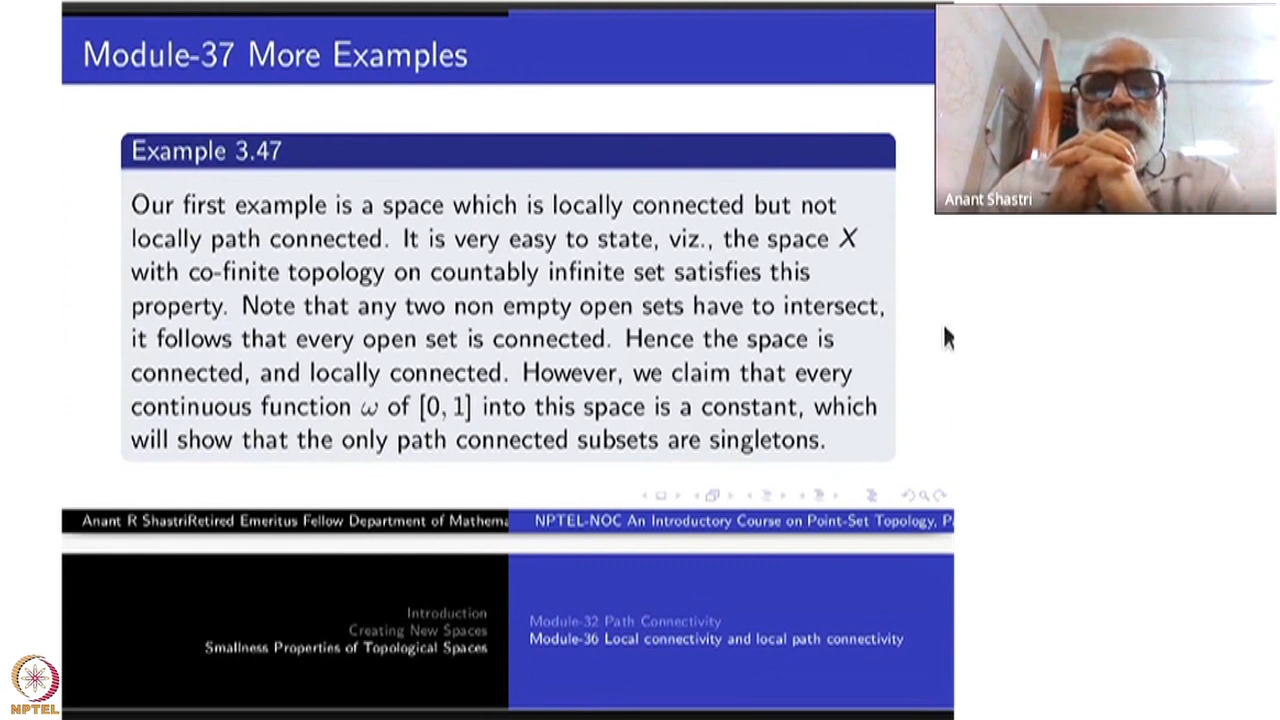 Module-37 More Examples
Example 3.47
Our first example is a space which is locally connected but not
locally path connected. It is very easy to state, viz., the space X
with co-finite topology on countably infinite set satisfies this
property. Note that any two non empty open sets have to intersect,
it follows that every open set is connected. Hence the space is
connected, and locally connected. However, we claim that every
continuous function ω of [0, 1] into this space is a constant, which
will show that the only path connected subsets are singletons.
Anant Shastri
Anant R ShastriRetired Emeritus Fellow Department of Mathema
NPTEL-NOC An Introductory Course on Point-Set Topology, P
Introduction
Creating New Spaces
Smallness Properties of Topological Spaces
Module-32 Path Connectivity
Module-36 Local connectivity and local path connectivity
NPTEL